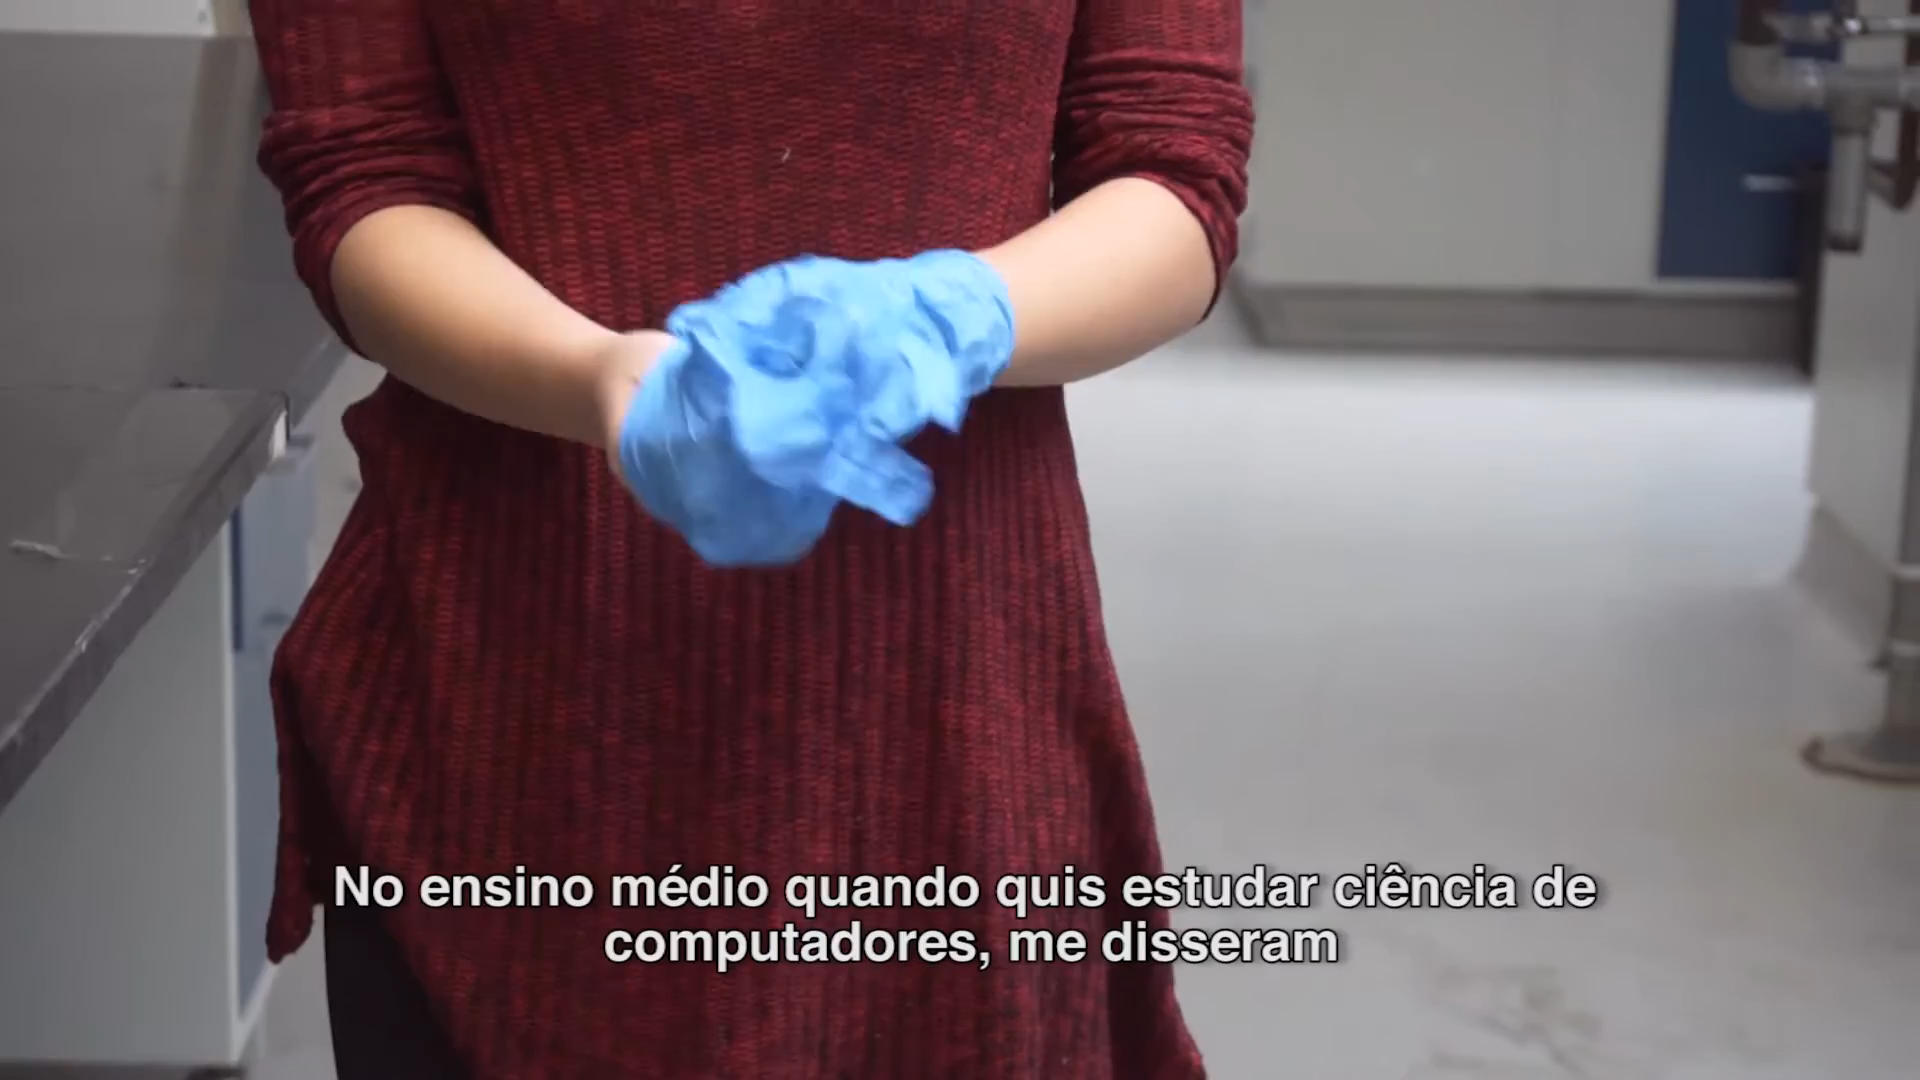 No ensino médio quando quis estudar ciência de
computadores, me disseram